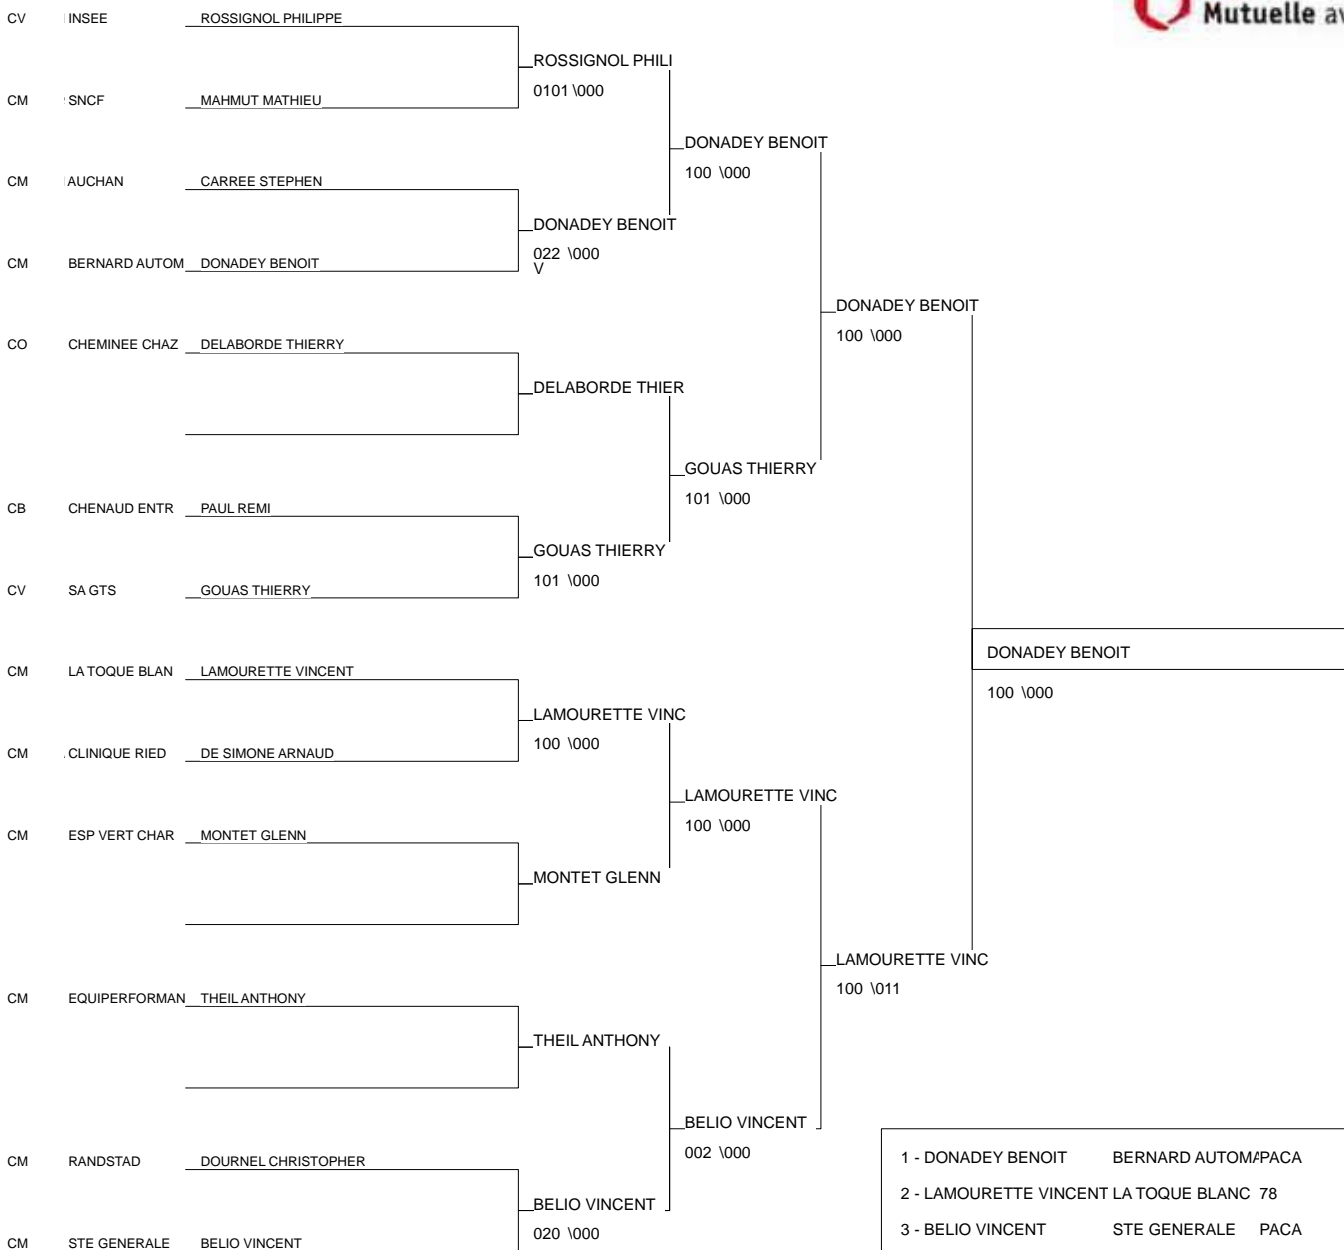 Mutuelle
CV INSEE ROSSIGNOL PHILIPPE
ROSSIGNOL PHILI
0101 \000
CM SNCF MAHMUT MATHIEU
DONADEY BENOIT
100 \000
CM AUCHAN CARREE STEPHEN
DONADEY BENOIT
022 \000
V
CM BERNARD AUTOM DONADEY BENOIT
DONADEY BENOIT
100 \000
CO CHEMINEE CHAZ DELABORDE THIERRY
DELABORDE THIER
GOUAS THIERRY
101 \000
CB CHENAUD ENTR PAUL REMI
GOUAS THIERRY
101 \000
CV SA GTS GOUAS THIERRY
DONADEY BENOIT
100 \000
CM LA TOQUE BLAN LAMOURETTE VINCENT
LAMOURETTE VINC
100 \000
CM CLINIQUE RIED DE SIMONE ARNAUD
LAMOURETTE VINC
100 \000
CM ESP VERT CHAR MONTET GLENN
MONTET GLENN
LAMOURETTE VINC
100 \011
CM EQUIPERFORMAN THEIL ANTHONY
THEIL ANTHONY
BELIO VINCENT
002 \000
CM RANDSTAD DOURNEL CHRISTOPHER
BELIO VINCENT
020 \000
CM STE GENERALE BELIO VINCENT
1 - DONADEY BENOIT BERNARD AUTOMA PACA
2 - LAMOURETTE VINCENT LA TOQUE BLANC 78
3 - BELIO VINCENT STE GENERALE PACA